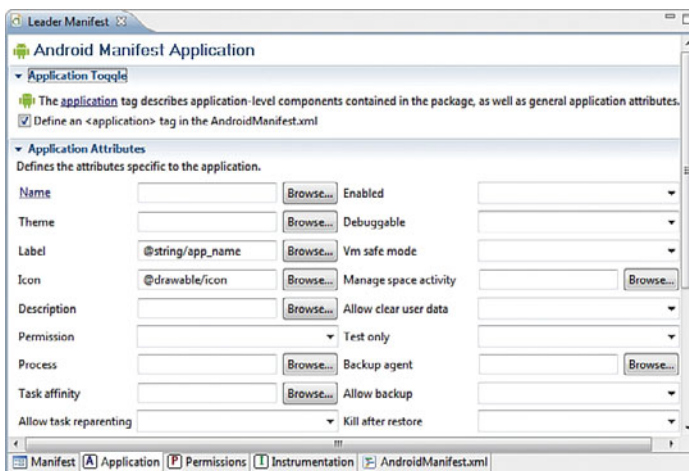 Leader Manifest
Android Manifest Application
Application Toggle
The application tag describes application-level components contained in the package, as well as general application attributes.
Define an <application> tag in the AndroidManifest.xml
Application Attributes
Defines the attributes specific to the application.
Name Browse... Enabled
Theme Browse... Debuggable
Label @string/app_name Browse... Vm safe mode
Icon @drawable/icon Browse... Manage space activity Browse...
Description Browse... Allow clear user data
Permission Test only
Process Browse... Backup agent Browse...
Task affinity Browse... Allow backup
Allow task reparenting Kill after restore
Manifest A Application P Permissions I Instrumentation AndroidManifest.xml